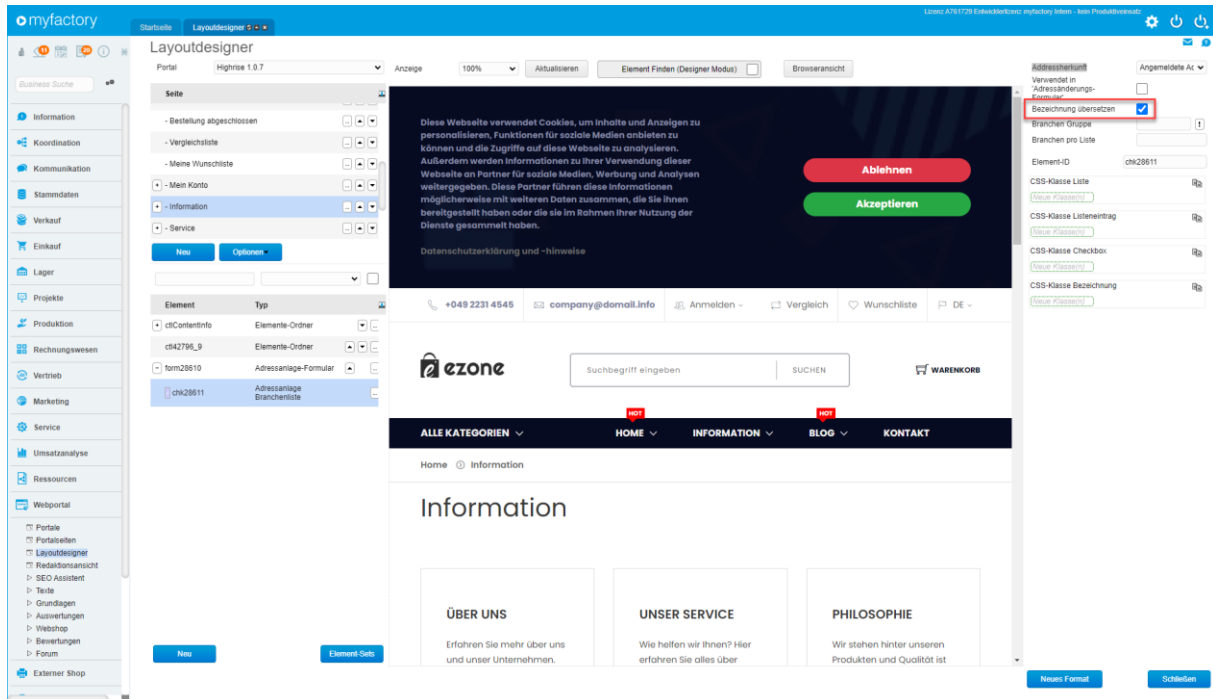 Lizenz A781729 Entwicklerlizenz myfactory Intern - kein Produktiveinsatz
myfactory
Startseite
Layoutdesigner
Layoutdesigner
Portal
Highrise 1.0.7
Anzeige
100%
Aktualisieren
Element Finden (Designer Modus)
Browseransicht
Business Suche
Information
Koordination
Kommunikation
Stammdaten
Verkauf
Einkauf
Lager
Projekte
Produktion
Rechnungswesen
Vertrieb
Marketing
Service
Umsatzanalyse
Ressourcen
Webportal
Portale
Portalseiten
Layoutdesigner
Redaktionsansicht
SEO Assistent
Texte
Grundlagen
Auswertungen
Webshop
Bewertungen
Forum
Externer Shop
Seite
- Bestellung abgeschlossen
- Vergleichsliste
- Meine Wunschliste
- Mein Konto
- Information
- Service
Neu
Optionen
Element Typ
ctlContentInfo Elemente-Ordner
ctl42796_9 Elemente-Ordner
form28610 Adressanlage-Formular
chk28611 Adressanlage
Branchenliste
Neu
Element-Sets
Diese Webseite verwendet Cookies, um Inhalte und Anzeigen zu
personalisieren, Funktionen für soziale Medien anbieten zu
können und die Zugriffe auf diese Webseite zu analysieren.
Außerdem werden Informationen zu Ihrer Verwendung dieser
Webseite an Partner für soziale Medien, Werbung und Analysen
weitergegeben. Diese Partner führen diese Informationen
möglicherweise mit weiteren Daten zusammen, die Sie ihnen
bereitgestellt haben oder die sie im Rahmen Ihrer Nutzung der
Dienste gesammelt haben.
Datenschutzerklärung und -hinweise
Ablehnen
Akzeptieren
+049 2231 4545
company@domail.info
Anmelden
Vergleich
Wunschliste
DE
ezone
Suchbegriff eingeben
SUCHEN
WARENKORB
HOT
HOT
ALLE KATEGORIEN
HOME
INFORMATION
BLOG
KONTAKT
Home
Information
Information
ÜBER UNS
Erfahren Sie mehr über uns
und unser Unternehmen.
UNSER SERVICE
Wie helfen wir Ihnen? Hier
erfahren Sie alles über
PHILOSOPHIE
Wir stehen hinter unseren
Produkten und Qualität ist
Addressherkunft
Angemeldete Ac
Verwendet in
'Adressänderungs-
Formular'
Bezeichnung übersetzen
Branchen Gruppe
Branchen pro Liste
Element-ID
chk28611
CSS-Klasse Liste
[Neue Klasse(n)]
CSS-Klasse Listeneintrag
[Neue Klasse(n)]
CSS-Klasse Checkbox
[Neue Klasse(n)]
CSS-Klasse Bezeichnung
[Neue Klasse(n)]
Neues Format
Schließen